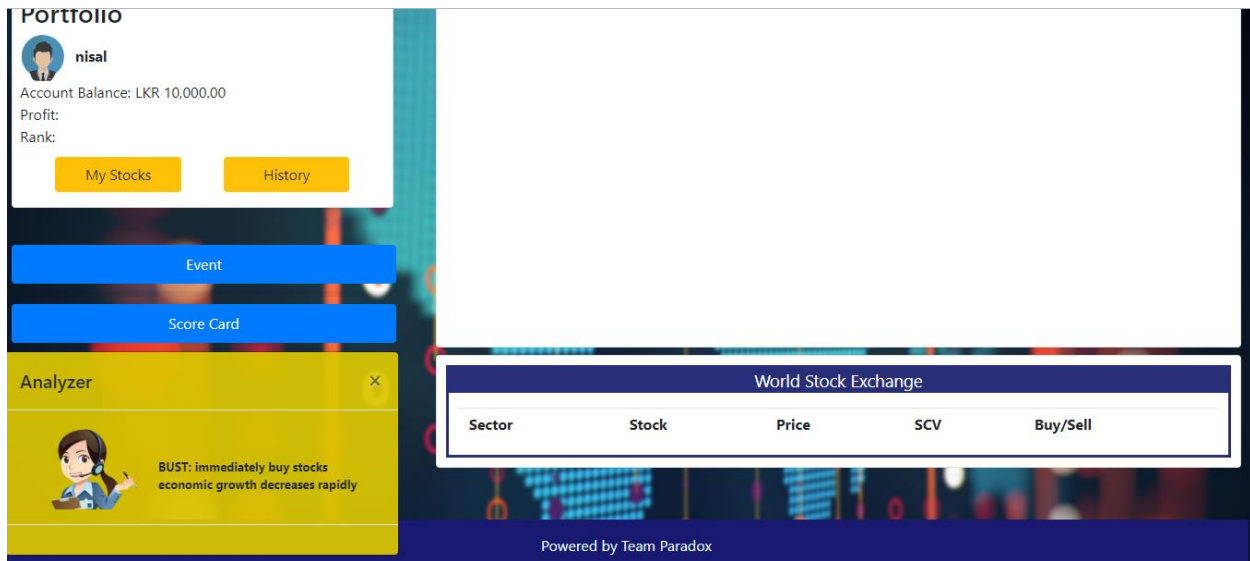 Portfolio
nisal
Account Balance: LKR 10,000.00
Profit:
Rank:
My Stocks History
Event
Score Card
Analyzer ×
BUST: immediately buy stocks
economic growth decreases rapidly
World Stock Exchange
Sector Stock Price SCV Buy/Sell
Powered by Team Paradox